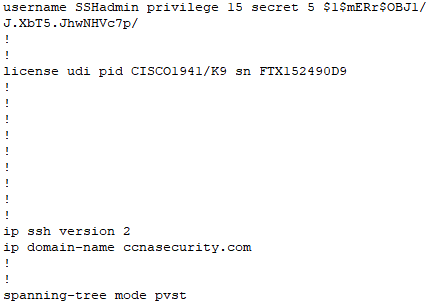 username SSHadmin privilege 15 secret 5 $1$mERr$OBJ1/
J.XbT5.JhwNHVc7p/
!
!
license udi pid CISCO1941/K9 sn FTX152490D9
!
!
!
!
!
!
!
!
!
ip ssh version 2
ip domain-name ccnasecurity.com
!
!
spanning-tree mode pvst